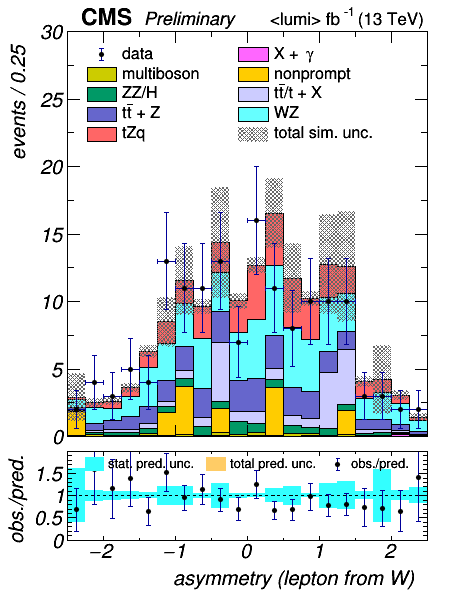 CMS Preliminary <lumi> fb⁻¹ (13 TeV)
events / 0.25
30
25
20
15
10
5
0
data
multiboson
ZZ/H
tt̄ + Z
tZq
X + γ
nonprompt
tt̄/t + X
WZ
total sim. unc.
obs./pred.
1.5
1
0.5
0
stat. pred. unc. total pred. unc. obs./pred.
−2 −1 0 1 2
asymmetry (lepton from W)